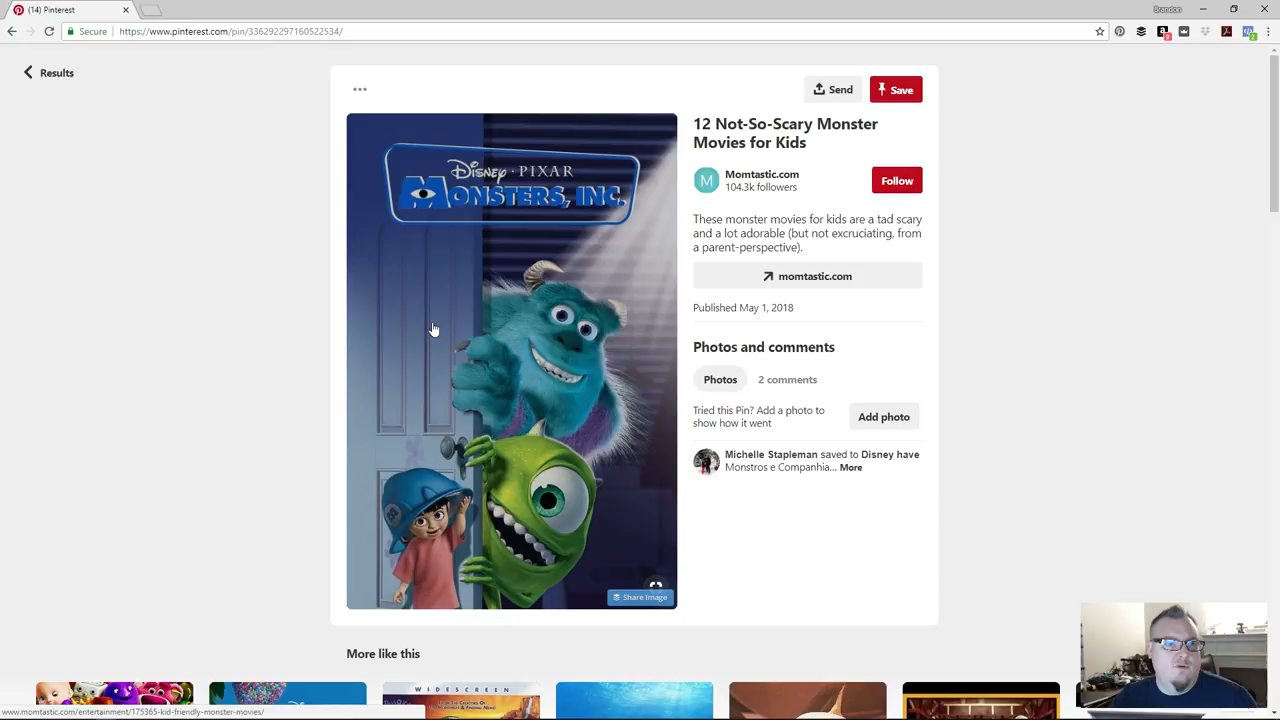 (14) Pinterest
Brandon
Secure
https://www.pinterest.com/pin/336292297160522534/
Results
Send
Save
12 Not-So-Scary Monster
Movies for Kids
M
Momtastic.com
104.3k followers
Follow
These monster movies for kids are a tad scary
and a lot adorable (but not excruciating, from
a parent-perspective).
momtastic.com
Published May 1, 2018
Photos and comments
Photos
2 comments
Tried this Pin? Add a photo to
show how it went
Add photo
Michelle Stapleman saved to Disney have
Monstros e Companhia... More
Disney · PIXAR
MONSTERS, INC.
Share Image
More like this
WIDESCREEN
www.momtastic.com/entertainment/175365-kid-friendly-monster-movies/